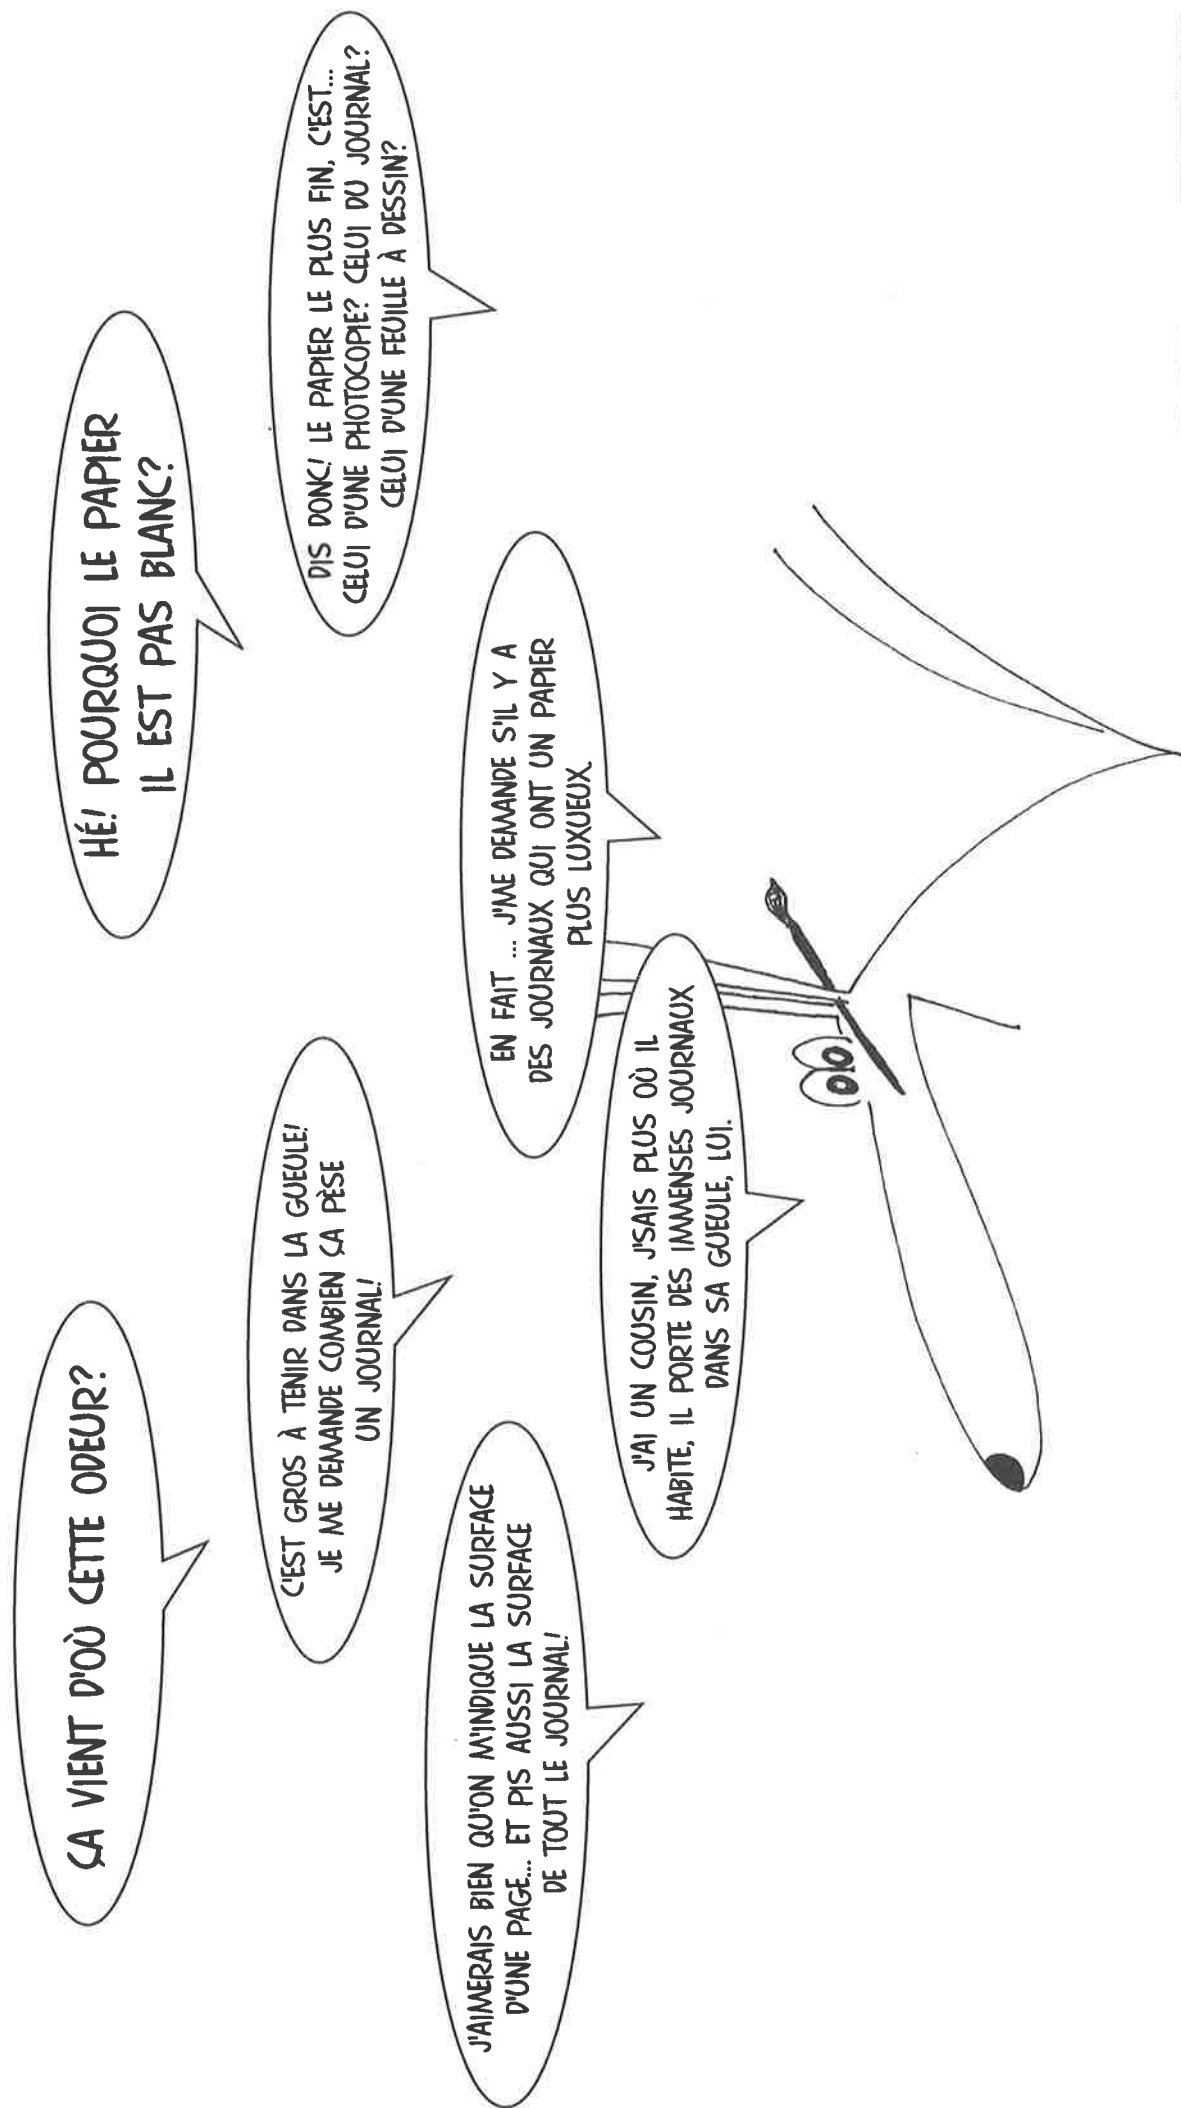 ÇA VIENT D'OÙ CETTE ODEUR?
HÉ! POURQUOI LE PAPIER
IL EST PAS BLANC?
C'EST GROS À TENIR DANS LA GUEULE!
JE ME DEMANDE COMBIEN ÇA PÈSE
UN JOURNAL!
DIS DONC! LE PAPIER LE PLUS FIN, C'EST...
CELUI D'UNE PHOTOCOPIE? CELUI DU JOURNAL?
CELUI D'UNE FEUILLE À DESSIN?
J'AIMERAIS BIEN QU'ON M'INDIQUE LA SURFACE
D'UNE PAGE... ET PIS AUSSI LA SURFACE
DE TOUT LE JOURNAL!
EN FAIT ... J'ME DEMANDE S'IL Y A
DES JOURNAUX QUI ONT UN PAPIER
PLUS LUXUEUX.
J'AI UN COUSIN, J'SAIS PLUS OÙ IL
HABITE, IL PORTE DES IMMENSES JOURNAUX
DANS SA GUEULE, LUI.